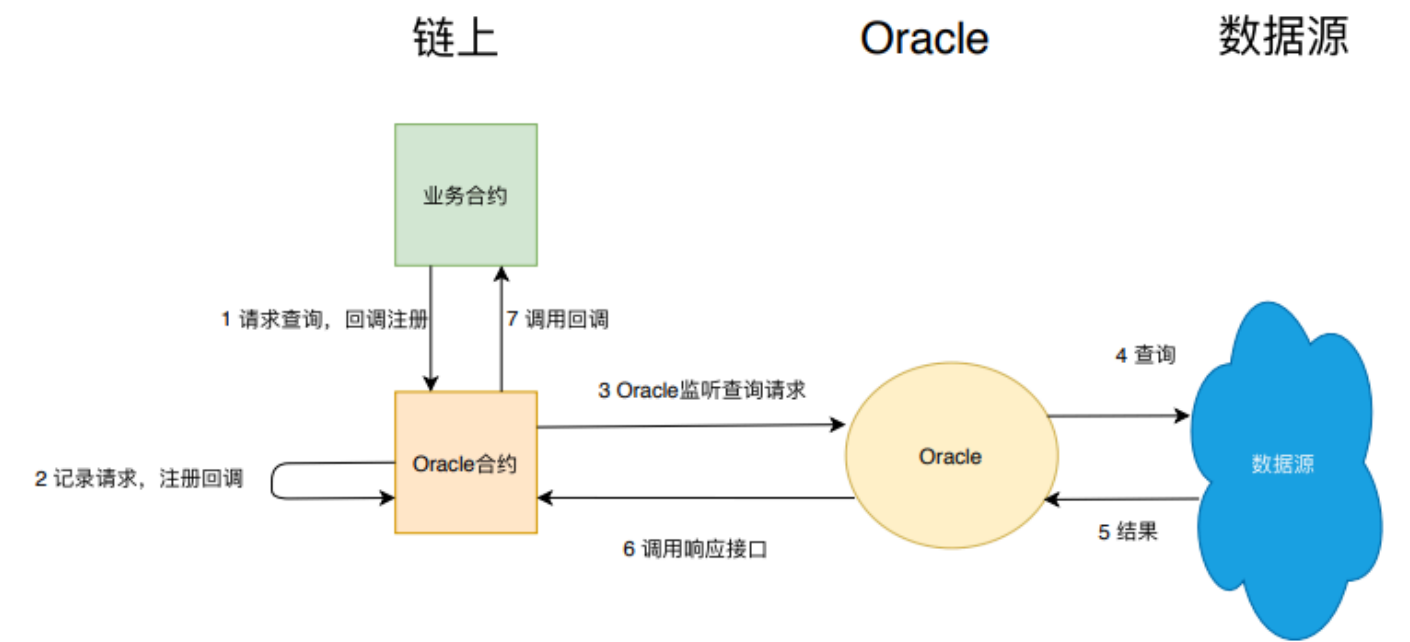 链上
Oracle
数据源
业务合约
1 请求查询，回调注册
7 调用回调
4 查询
3 Oracle监听查询请求
Oracle合约
Oracle
数据源
2 记录请求，注册回调
5 结果
6 调用响应接口